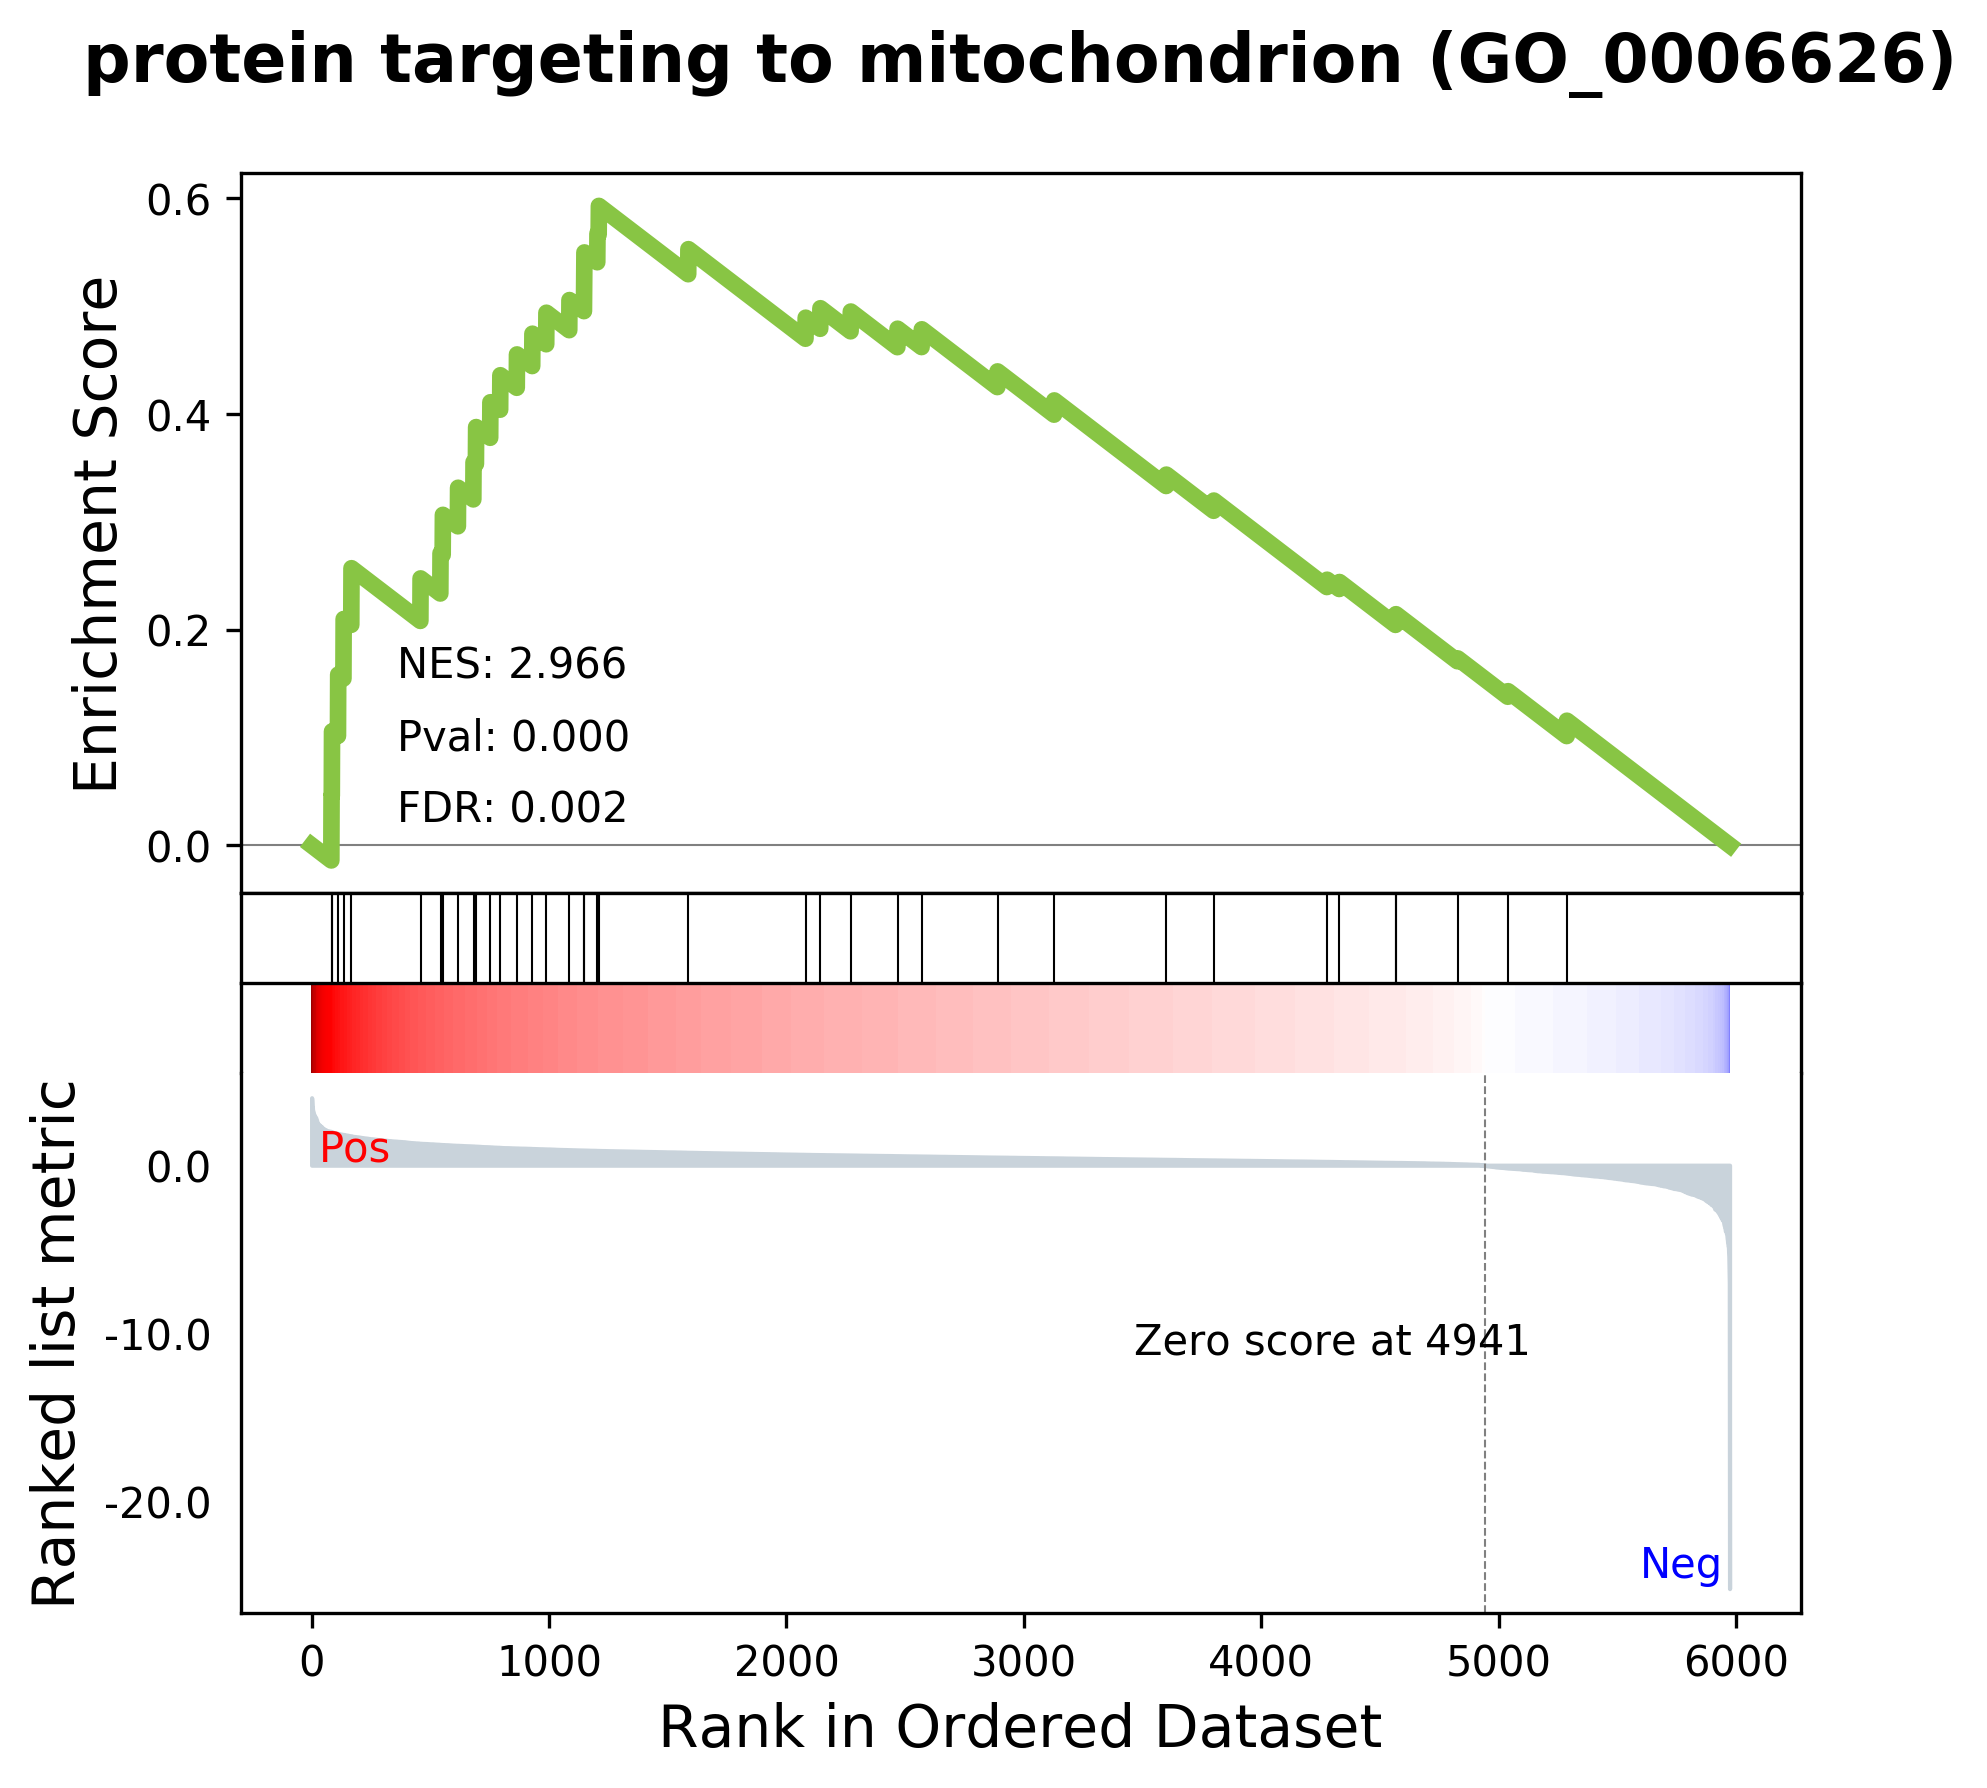 protein targeting to mitochondrion (GO_0006626)
Enrichment Score
0.6
0.4
0.2
0.0
NES: 2.966
Pval: 0.000
FDR: 0.002
Ranked list metric
0.0
-10.0
-20.0
Pos
Zero score at 4941
Neg
0 1000 2000 3000 4000 5000 6000
Rank in Ordered Dataset